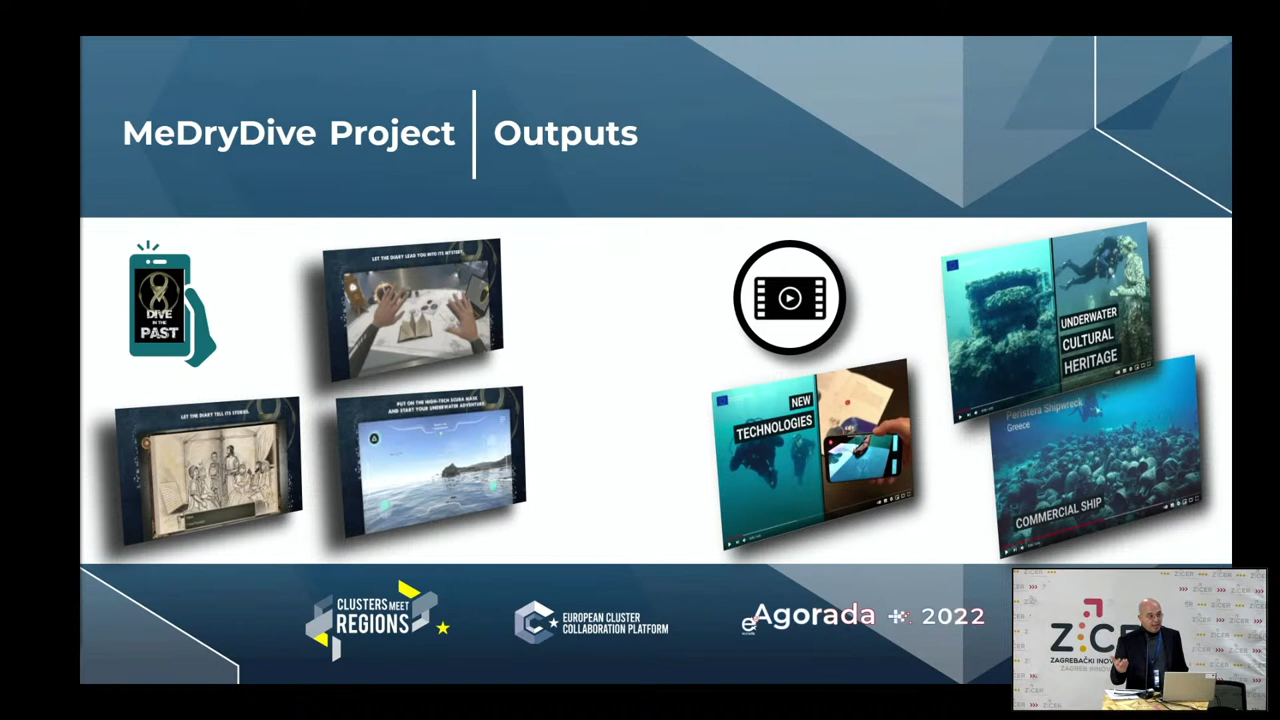 MeDryDive Project
Outputs
DIVE
IN THE
PAST
LET THE DIARY LEAD YOU INTO ITS MYSTERY
LET THE DIARY TELL ITS STORIES
PUT ON THE HIGH-TECH SCUBA MASK
AND START YOUR UNDERWATER ADVENTURE
NEW
TECHNOLOGIES
UNDERWATER
CULTURAL
HERITAGE
Peristera Shipwreck
Greece
COMMERCIAL SHIP
CLUSTERS MEET
REGIONS
EUROPEAN CLUSTER
COLLABORATION PLATFORM
Agorada + 2022
ZICER
ZAGREBAČKI INOV